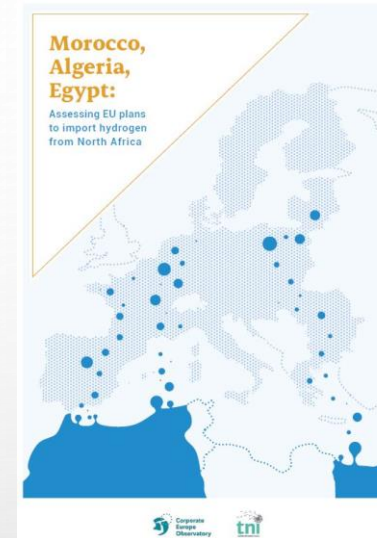 Morocco,
Algeria,
Egypt:
Assessing EU plans
to import hydrogen
from North Africa
Corporate
Europe
Observatory
tni